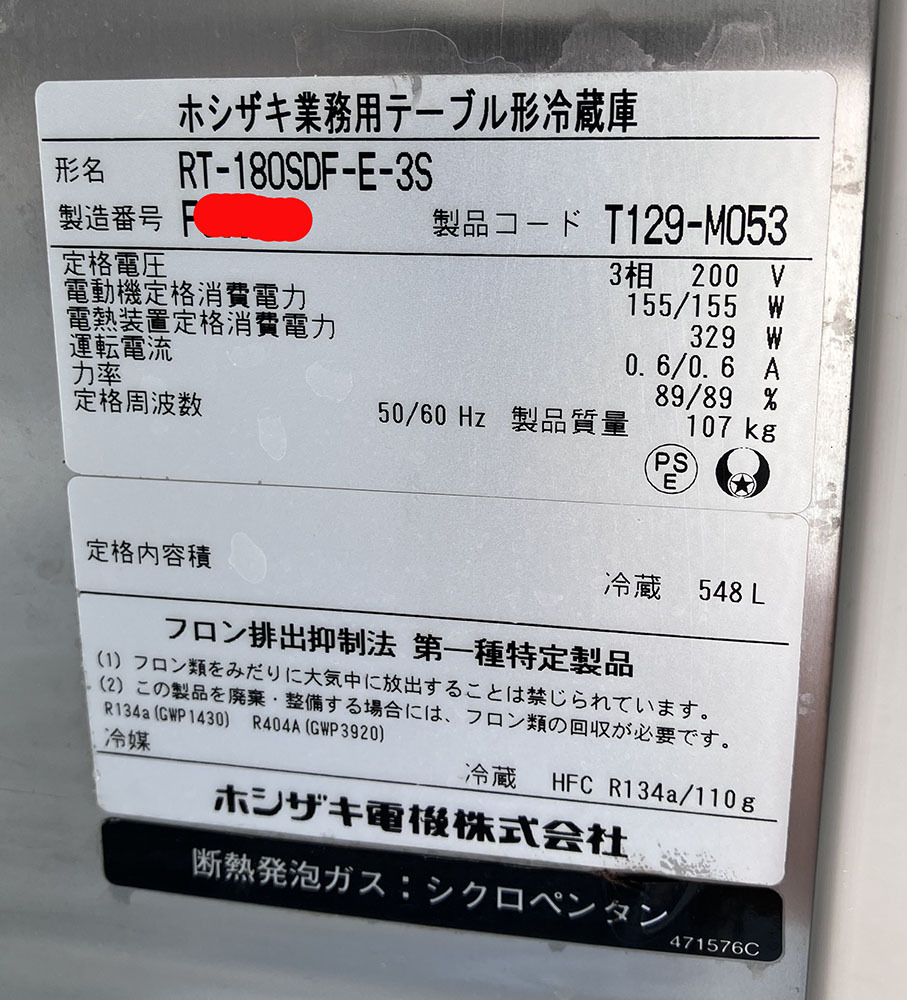 ホシザキ業務用テーブル形冷蔵庫
形名 RT-180SDF-E-3S
製造番号 製品コード T129-M053
定格電圧 3相 200 V
電動機定格消費電力 155/155 W
電熱装置定格消費電力 329 W
運転電流 0.6/0.6 A
力率 89/89 %
定格周波数 50/60 Hz 製品質量 107 kg
PS
E
定格内容積 冷蔵 548 L
フロン排出抑制法 第一種特定製品
(1) フロン類をみだりに大気中に放出することは禁じられています。
(2) この製品を廃棄・整備する場合には、フロン類の回収が必要です。
R134a(GWP1430) R404A(GWP3920)
冷媒 冷蔵 HFC R134a/110g
ホシザキ電機株式会社
断熱発泡ガス：シクロペンタン
471576C